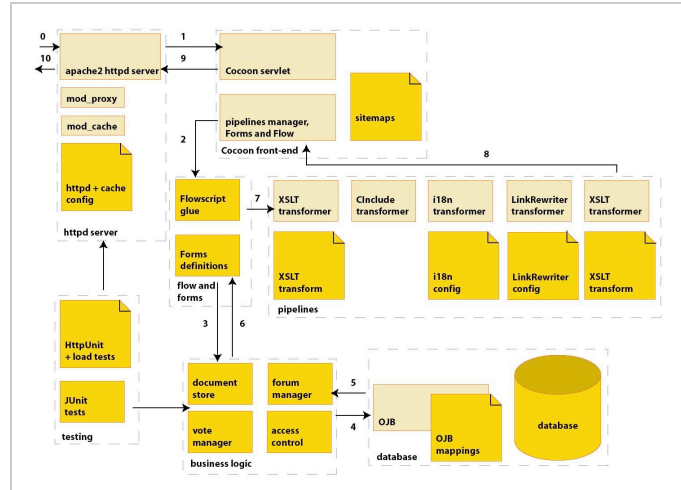 0
1
10
9
apache2 httpd server
mod_proxy
mod_cache
httpd + cache
config
httpd server
Cocoon servlet
pipelines manager,
Forms and Flow
sitemaps
Cocoon front-end
2
8
Flowscript
glue
7
Forms
definitions
flow and
forms
XSLT
transformer
CInclude
transformer
i18n
transformer
LinkRewriter
transformer
XSLT
transformer
XSLT
transform
i18n
config
LinkRewriter
config
XSLT
transform
pipelines
3
6
HttpUnit
+ load tests
JUnit
tests
testing
document
store
forum
manager
vote
manager
access
control
business logic
5
4
OJB
OJB
mappings
database
database